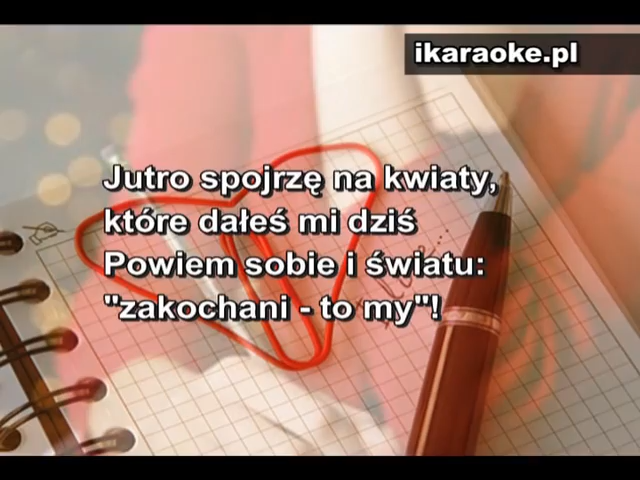 ikaraoke.pl
Jutro spojrzę na kwiaty,
które dałeś mi dziś
Powiem sobie i światu:
"zakochani - to my"!